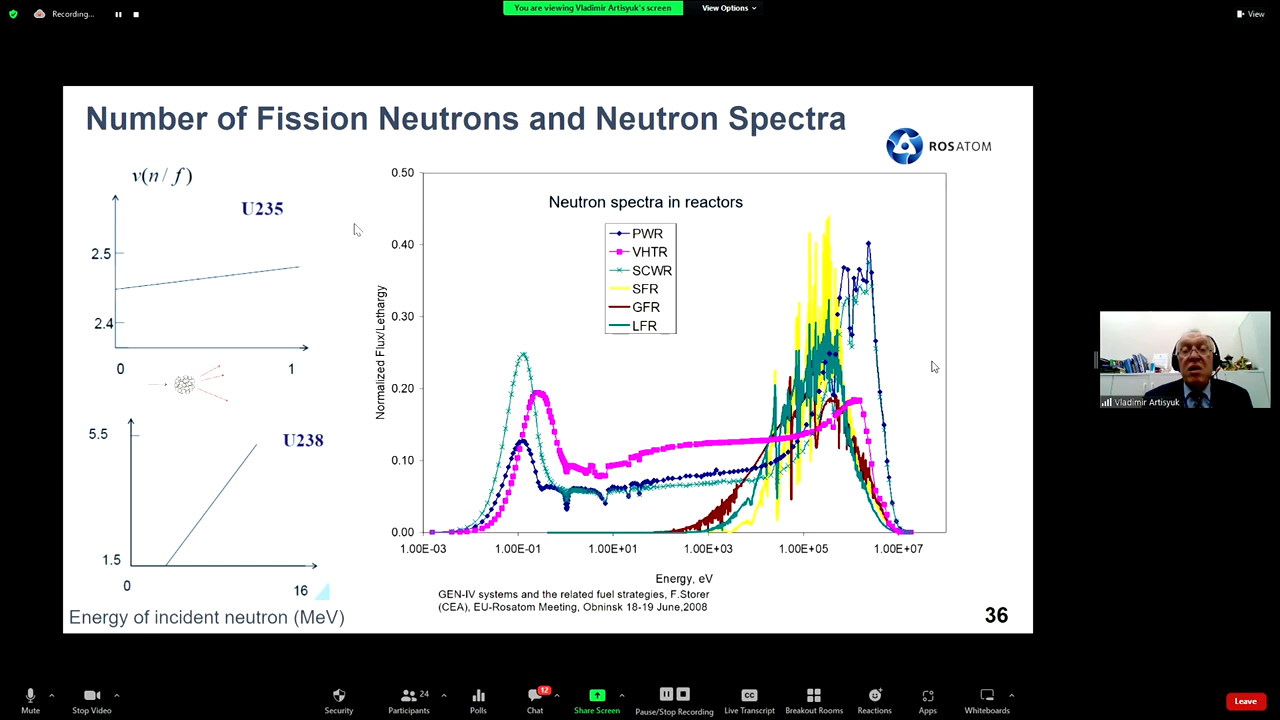 Recording...
You are viewing Vladimir Artisyuk's screen
View Options
View
Number of Fission Neutrons and Neutron Spectra
ROSATOM
ν(n / f)
U235
2.5
2.4
0
1
U238
5.5
1.5
0
16
Energy of incident neutron (MeV)
Neutron spectra in reactors
PWR
VHTR
SCWR
SFR
GFR
LFR
Normalized Flux/Lethargy
0.50
0.40
0.30
0.20
0.10
0.00
1.00E-03
1.00E-01
1.00E+01
1.00E+03
1.00E+05
1.00E+07
Energy, eV
GEN-IV systems and the related fuel strategies, F.Storer
(CEA), EU-Rosatom Meeting, Obninsk 18-19 June,2008
36
Vladimir Artisyuk
Mute
Stop Video
Security
24
Participants
Polls
12
Chat
Share Screen
Pause/Stop Recording
CC
Live Transcript
Breakout Rooms
Reactions
Apps
Whiteboards
Leave